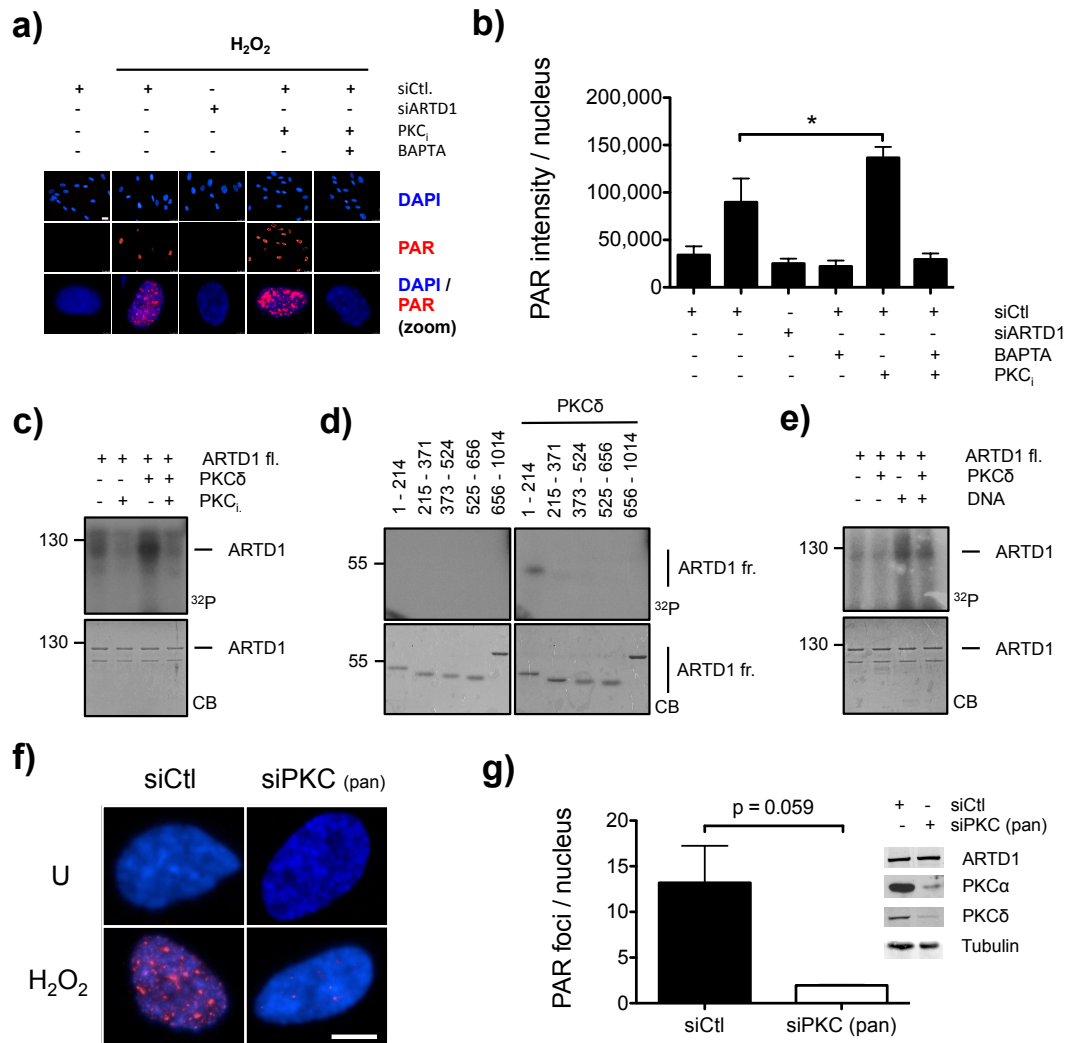 a)
H2O2
+ + - + + siCtl.
- - + - - siARTD1
- - - + + PKCi
- - - - + BAPTA
DAPI
PAR
DAPI /
PAR
(zoom)
b)
PAR intensity / nucleus
200,000
150,000
100,000
50,000
0
*
+ + - + + + siCtl
- - + - - - siARTD1
- - - + - + BAPTA
- - - - + + PKCi
c)
+ + + + ARTD1 fl.
- - + + PKCδ
- + - + PKCi.
130
ARTD1
32P
130
ARTD1
CB
d)
PKCδ
1 - 214
215 - 371
373 - 524
525 - 656
656 - 1014
1 - 214
215 - 371
373 - 524
525 - 656
656 - 1014
55
ARTD1 fr.
32P
55
ARTD1 fr.
CB
e)
+ + + + ARTD1 fl.
- + - + PKCδ
- - + + DNA
130
ARTD1
32P
130
ARTD1
CB
f)
siCtl siPKC (pan)
U
H2O2
g)
PAR foci / nucleus
20
15
10
5
0
p = 0.059
siCtl siPKC (pan)
+ - siCtl
- + siPKC (pan)
ARTD1
PKCα
PKCδ
Tubulin